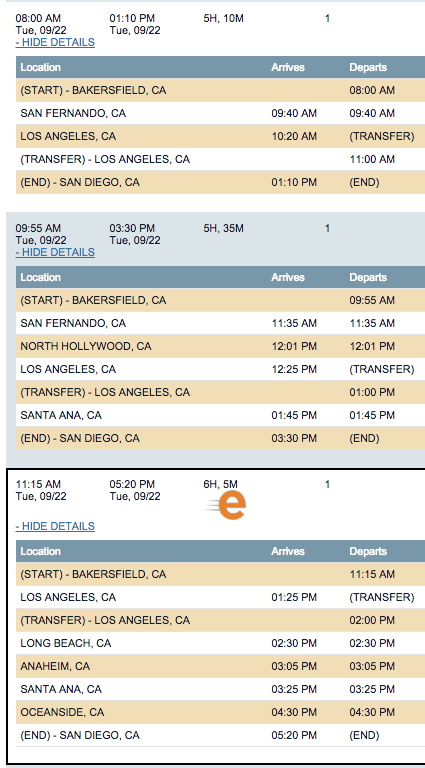 08:00 AM 01:10 PM 5H, 10M 1
Tue, 09/22 Tue, 09/22
- HIDE DETAILS
Location Arrives Departs
(START) - BAKERSFIELD, CA 08:00 AM
SAN FERNANDO, CA 09:40 AM 09:40 AM
LOS ANGELES, CA 10:20 AM (TRANSFER)
(TRANSFER) - LOS ANGELES, CA 11:00 AM
(END) - SAN DIEGO, CA 01:10 PM (END)
09:55 AM 03:30 PM 5H, 35M 1
Tue, 09/22 Tue, 09/22
- HIDE DETAILS
Location Arrives Departs
(START) - BAKERSFIELD, CA 09:55 AM
SAN FERNANDO, CA 11:35 AM 11:35 AM
NORTH HOLLYWOOD, CA 12:01 PM 12:01 PM
LOS ANGELES, CA 12:25 PM (TRANSFER)
(TRANSFER) - LOS ANGELES, CA 01:00 PM
SANTA ANA, CA 01:45 PM 01:45 PM
(END) - SAN DIEGO, CA 03:30 PM (END)
11:15 AM 05:20 PM 6H, 5M 1
Tue, 09/22 Tue, 09/22
e
- HIDE DETAILS
Location Arrives Departs
(START) - BAKERSFIELD, CA 11:15 AM
LOS ANGELES, CA 01:25 PM (TRANSFER)
(TRANSFER) - LOS ANGELES, CA 02:00 PM
LONG BEACH, CA 02:30 PM 02:30 PM
ANAHEIM, CA 03:05 PM 03:05 PM
SANTA ANA, CA 03:25 PM 03:25 PM
OCEANSIDE, CA 04:30 PM 04:30 PM
(END) - SAN DIEGO, CA 05:20 PM (END)